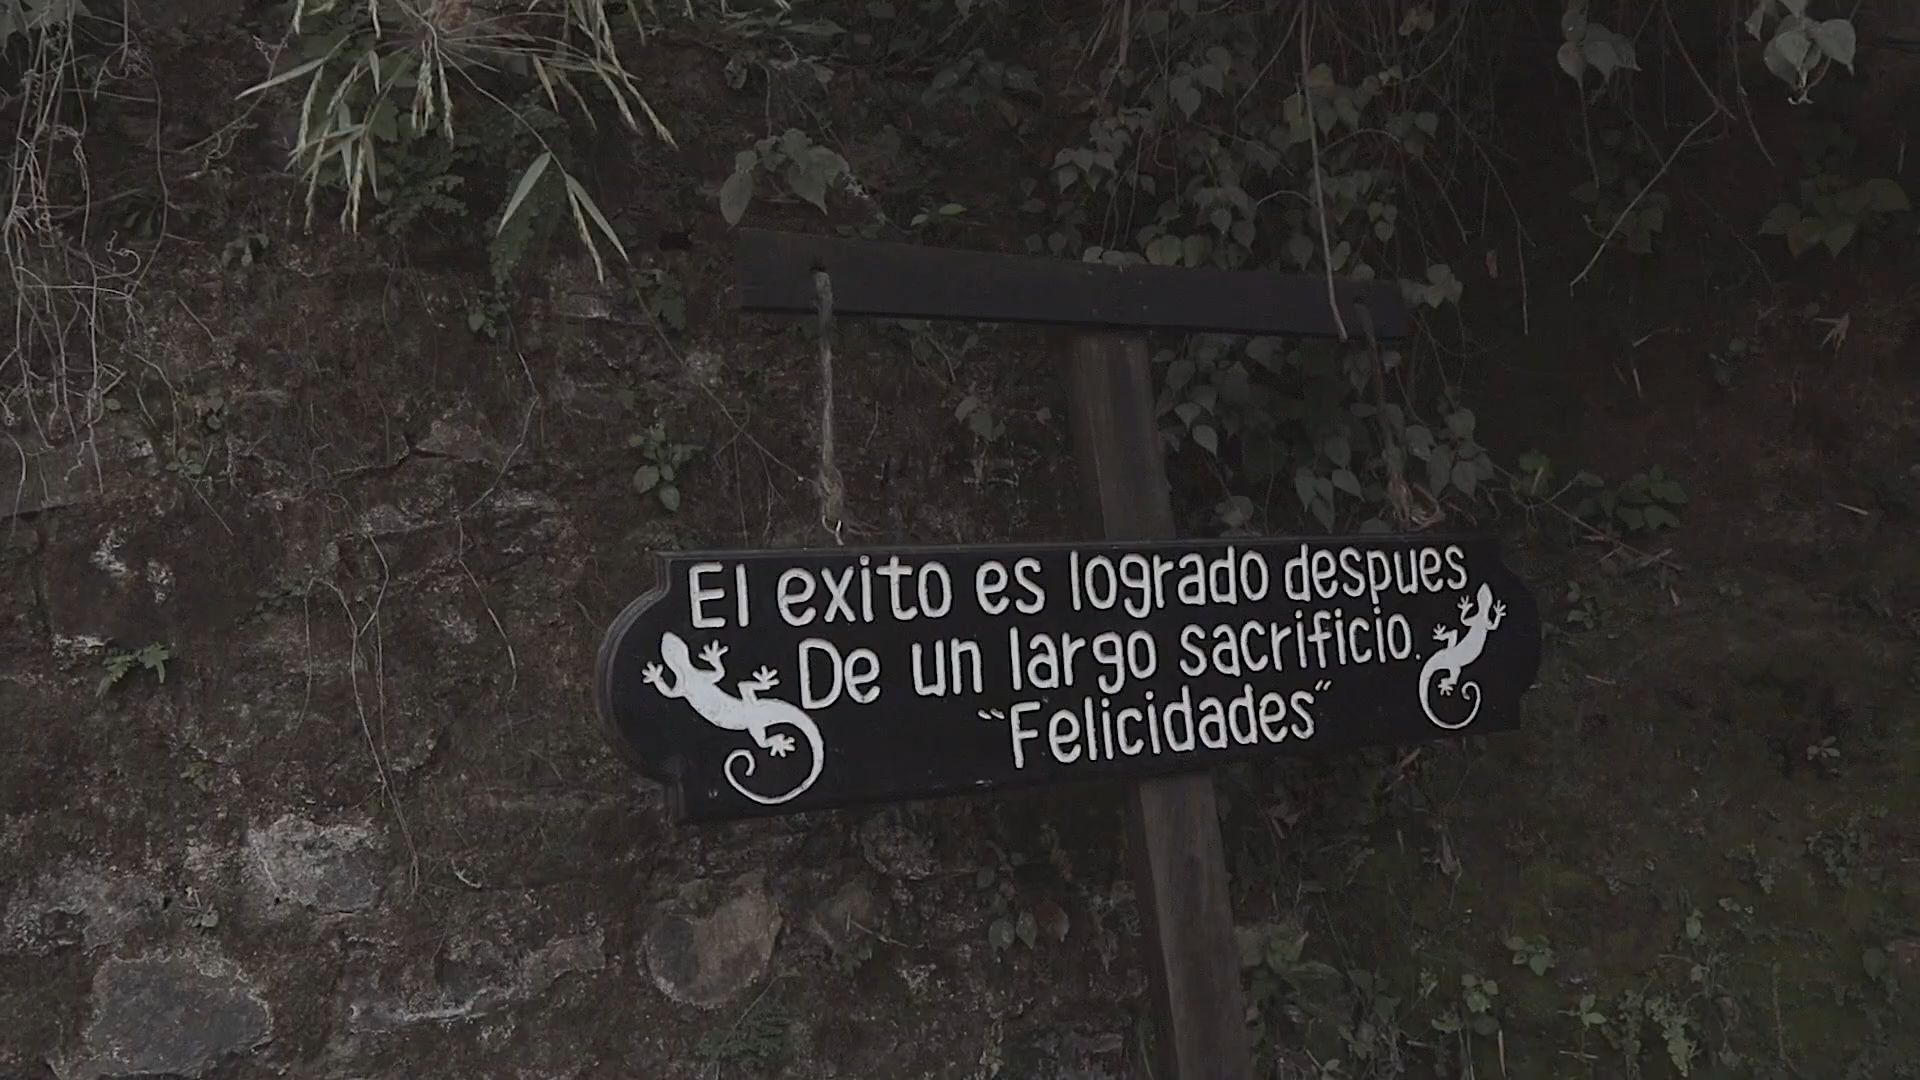 El exito es logrado despues
De un largo sacrificio.
"Felicidades"